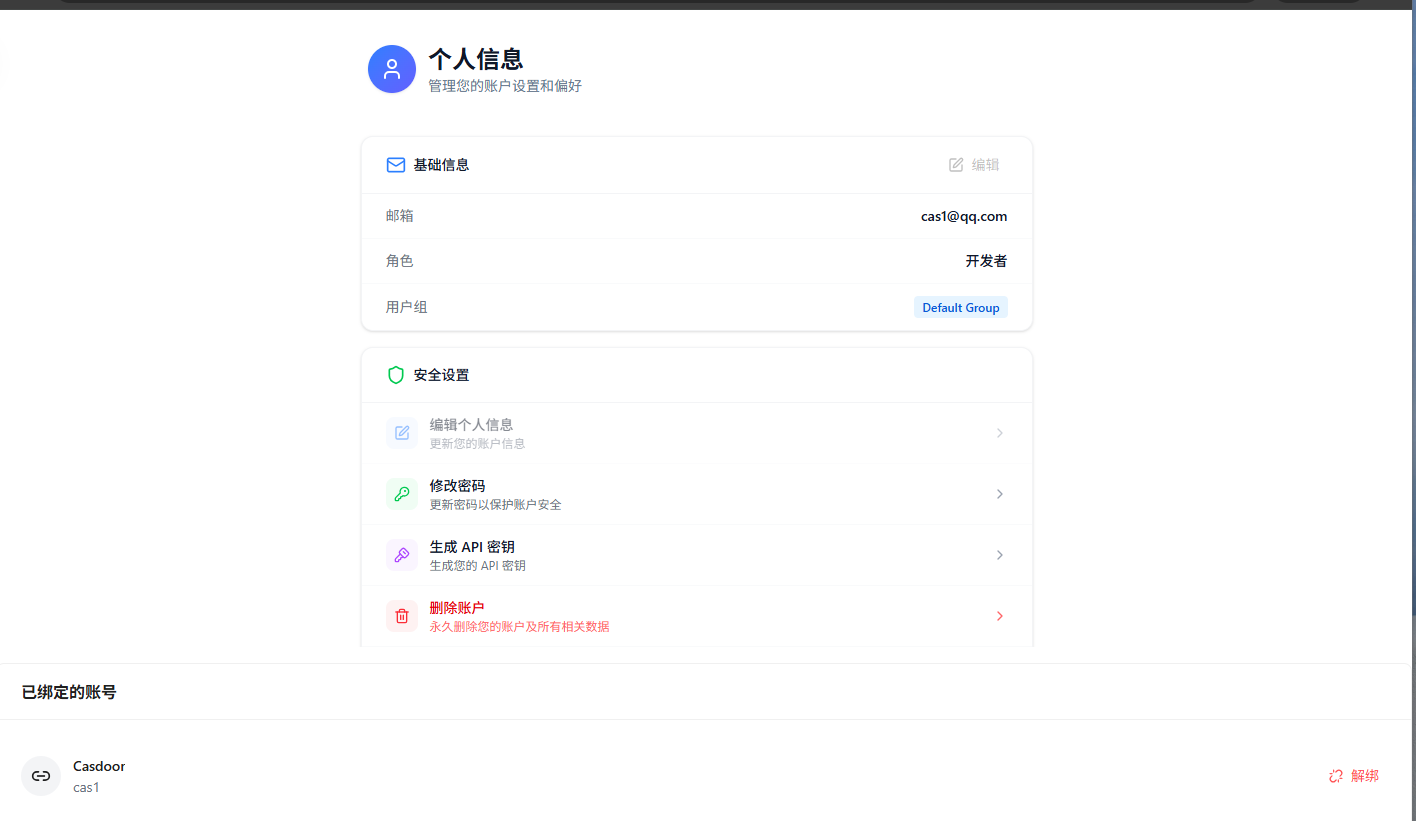 个人信息
管理您的账户设置和偏好
基础信息
编辑
邮箱
cas1@qq.com
角色
开发者
用户组
Default Group
安全设置
编辑个人信息
更新您的账户信息
修改密码
更新密码以保护账户安全
生成 API 密钥
生成您的 API 密钥
删除账户
永久删除您的账户及所有相关数据
已绑定的账号
Casdoor
cas1
解绑